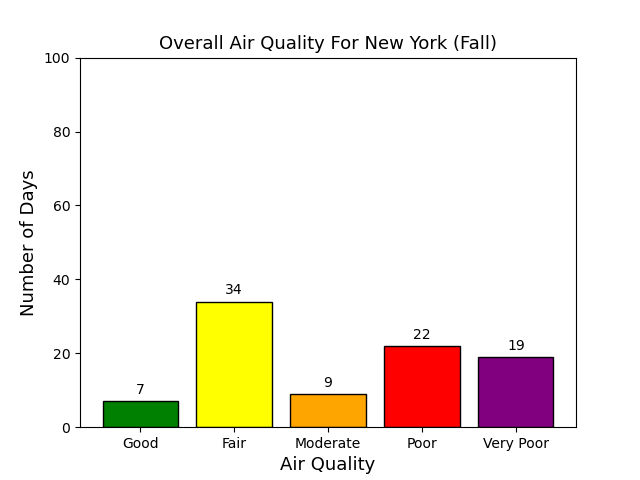 Overall Air Quality For New York (Fall)
Number of Days
100
80
60
40
20
0
7
34
9
22
19
Good
Fair
Moderate
Poor
Very Poor
Air Quality